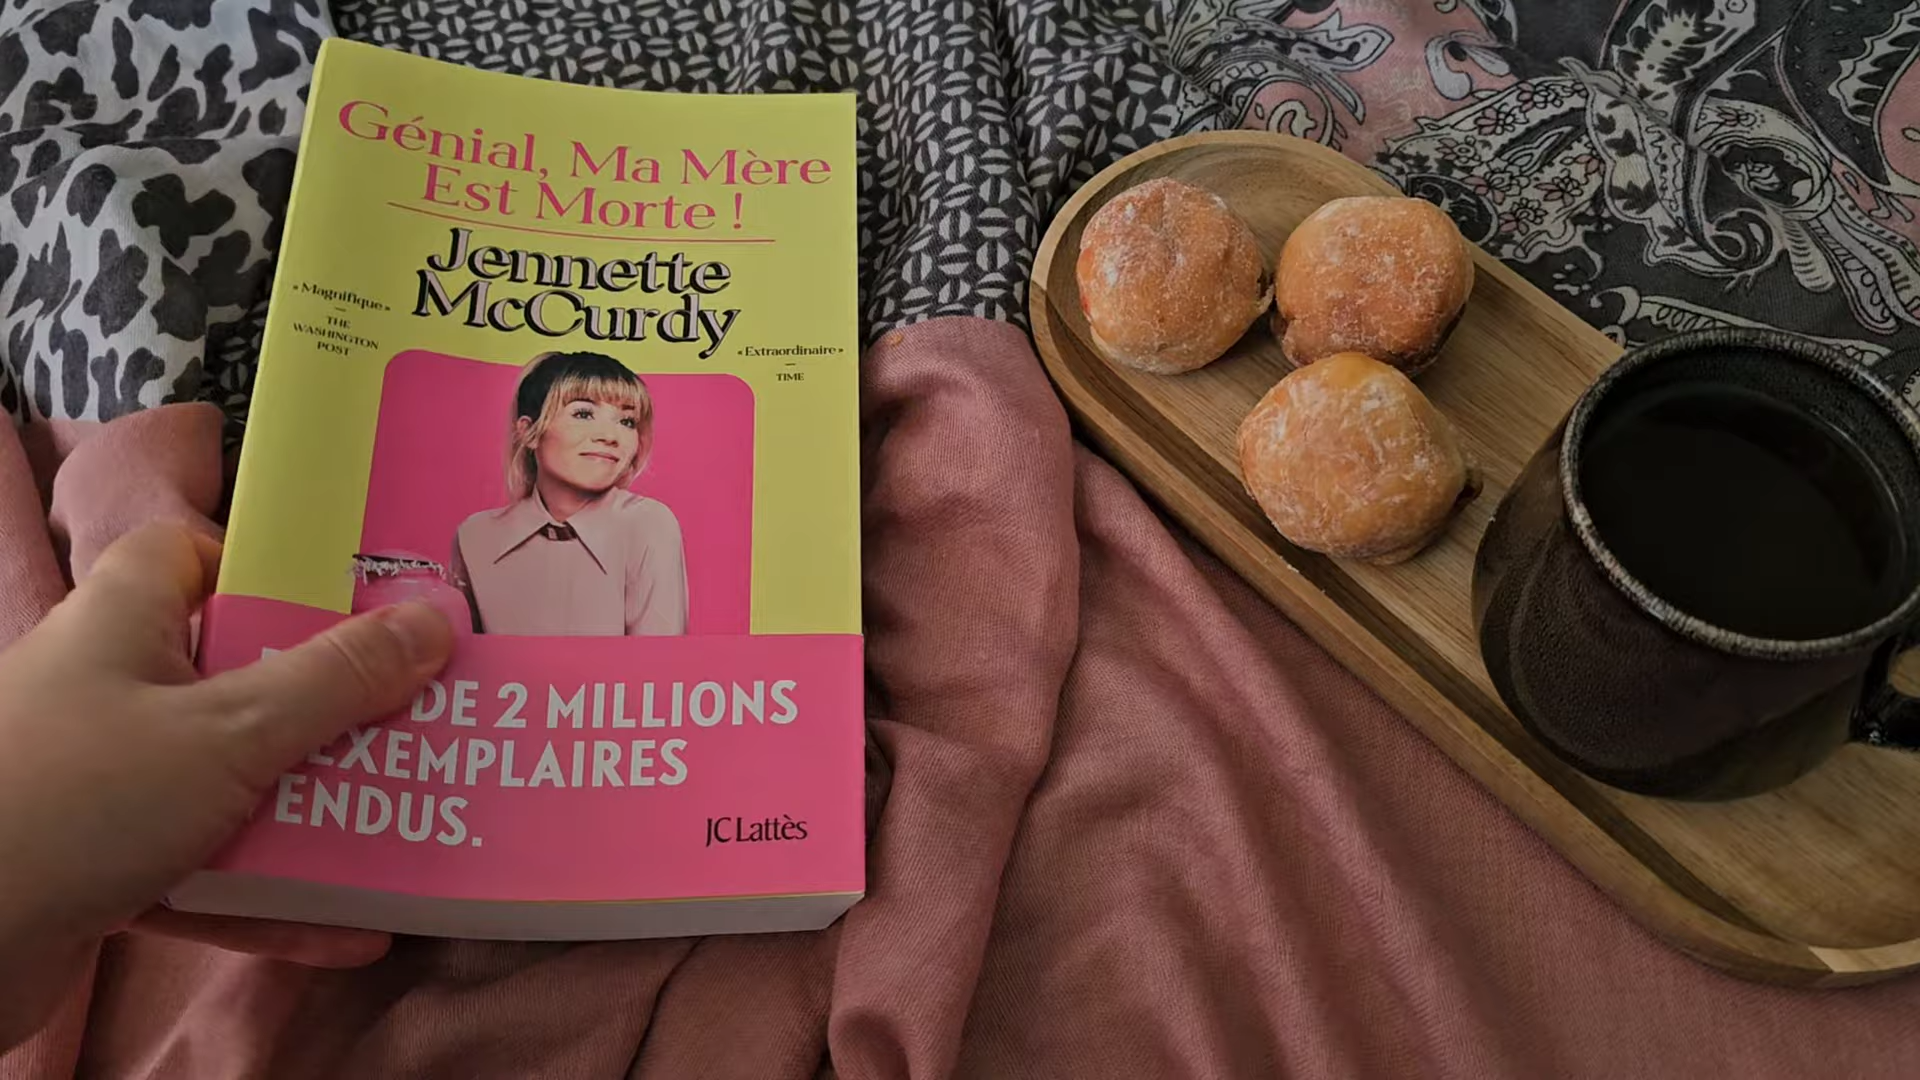 Génial, Ma Mère
Est Morte !
Jennette
McCurdy
« Magnifique »
—
THE
WASHINGTON
POST
« Extraordinaire »
—
TIME
DE 2 MILLIONS
EXEMPLAIRES
ENDUS.
JC Lattès